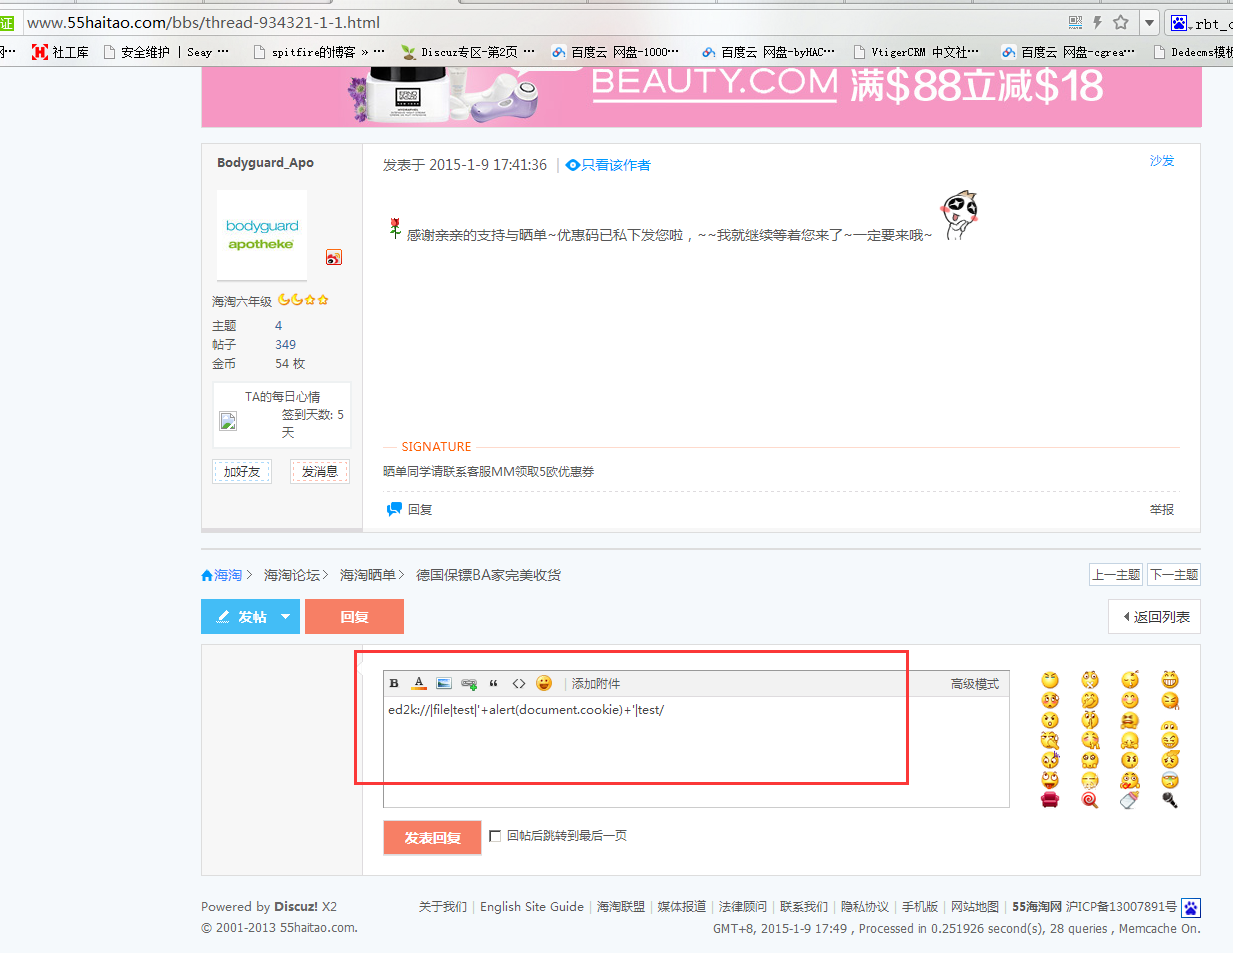 证 www.55haitao.com/bbs/thread-934321-1-1.html rbt_c
社工库 安全维护 | Seay ··· spitfire的博客 » ··· Discuz专区-第2页 ··· 百度云 网盘-1000··· 百度云 网盘-byHAC··· VtigerCRM 中文社··· 百度云 网盘-cgrea··· Dedecms模板
BEAUTY.COM 满$88立减$18
Bodyguard_Apo
发表于 2015-1-9 17:41:36 | 只看该作者
沙发
bodyguard
apotheke
感谢亲亲的支持与晒单~优惠码已私下发您啦，~~我就继续等着您来了~一定要来哦~
海淘六年级
主题 4
帖子 349
金币 54 枚
TA的每日心情
签到天数: 5
天
加好友 发消息
SIGNATURE
晒单同学请联系客服MM领取5欧优惠券
回复 举报
海淘 › 海淘论坛 › 海淘晒单 › 德国保镖BA家完美收货
上一主题 下一主题
发帖 回复
返回列表
B A “ <> | 添加附件 高级模式
ed2k://|file|test|'+alert(document.cookie)+'|test/
发表回复 回帖后跳转到最后一页
Powered by Discuz! X2
© 2001-2013 55haitao.com.
关于我们 | English Site Guide | 海淘联盟 | 媒体报道 | 法律顾问 | 联系我们 | 隐私协议 | 手机版 | 网站地图 | 55海淘网 沪ICP备13007891号
GMT+8, 2015-1-9 17:49 , Processed in 0.251926 second(s), 28 queries , Memcache On.